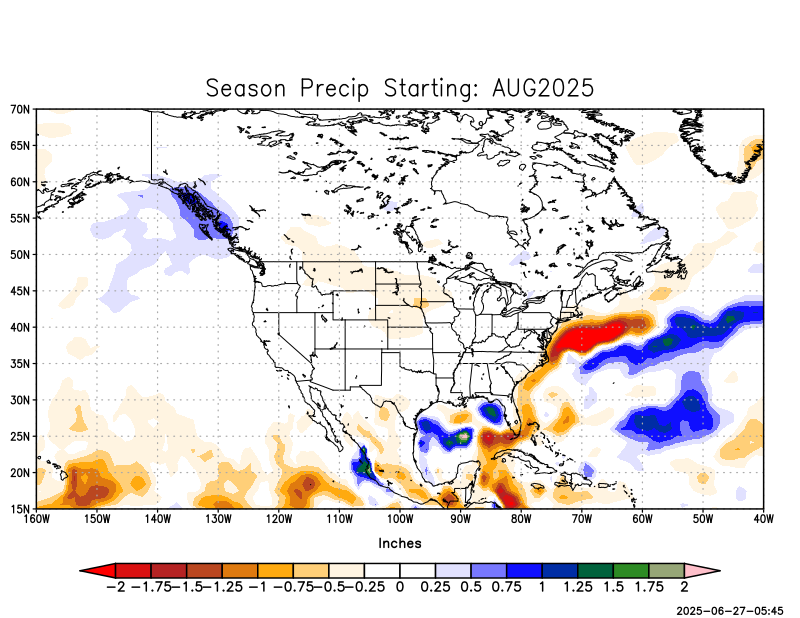 Season Precip Starting: AUG2025
70N
65N
60N
55N
50N
45N
40N
35N
30N
25N
20N
15N
160W 150W 140W 130W 120W 110W 100W 90W 80W 70W 60W 50W 40W
Inches
−2 −1.75 −1.5 −1.25 −1 −0.75 −0.5 −0.25 0 0.25 0.5 0.75 1 1.25 1.5 1.75 2
2025−06−27−05:45